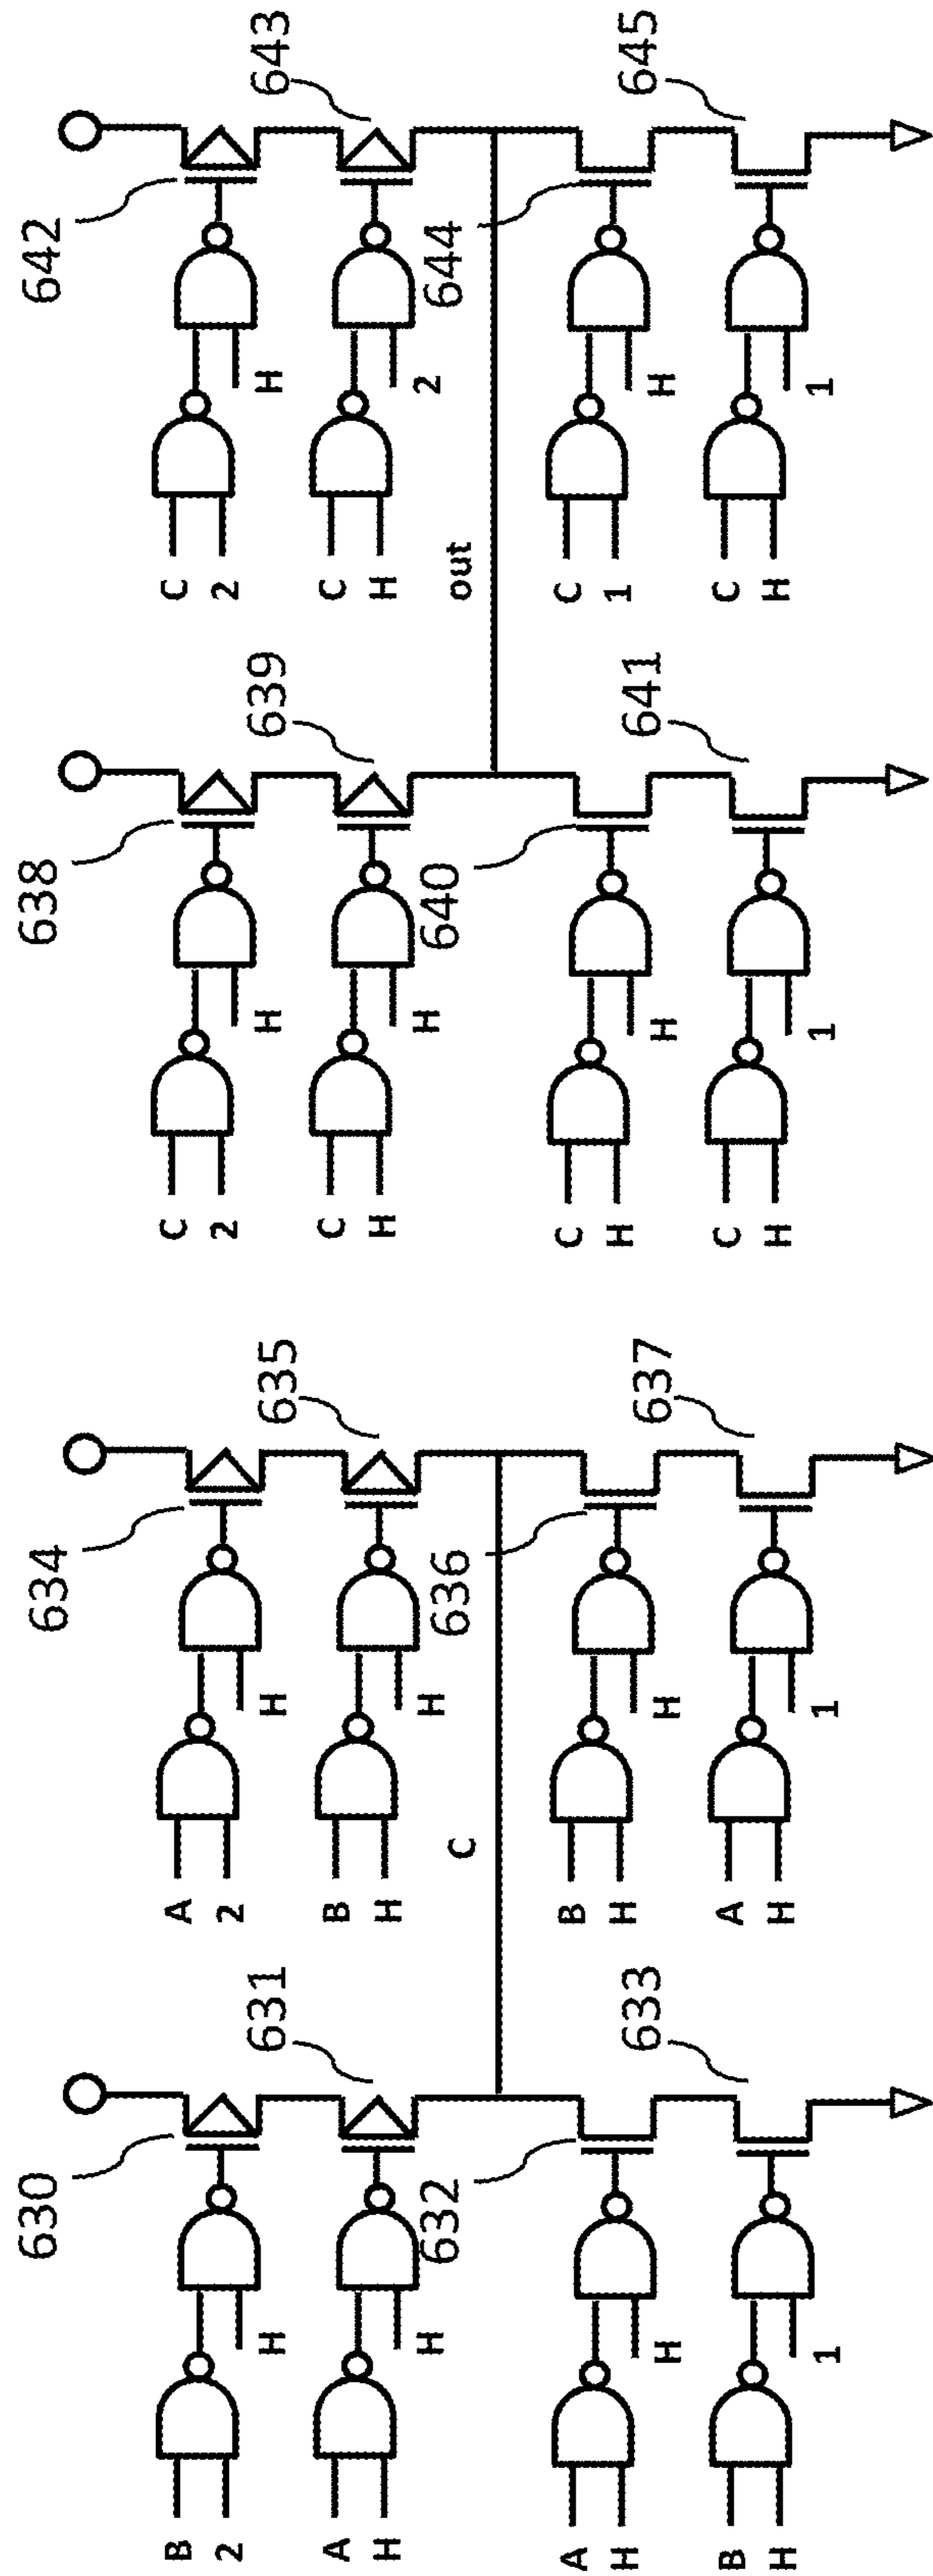 630 634 638 642
B A C C
2 2 2 2
H 631 H 635 H 639 H 643
A B C C
H H H H
H 632 H 636 H 640 2 644
C out
A B C C
H H H 1
H 633 H 637 H 641 H 645
B A C C
H H H H
1 1 1 1